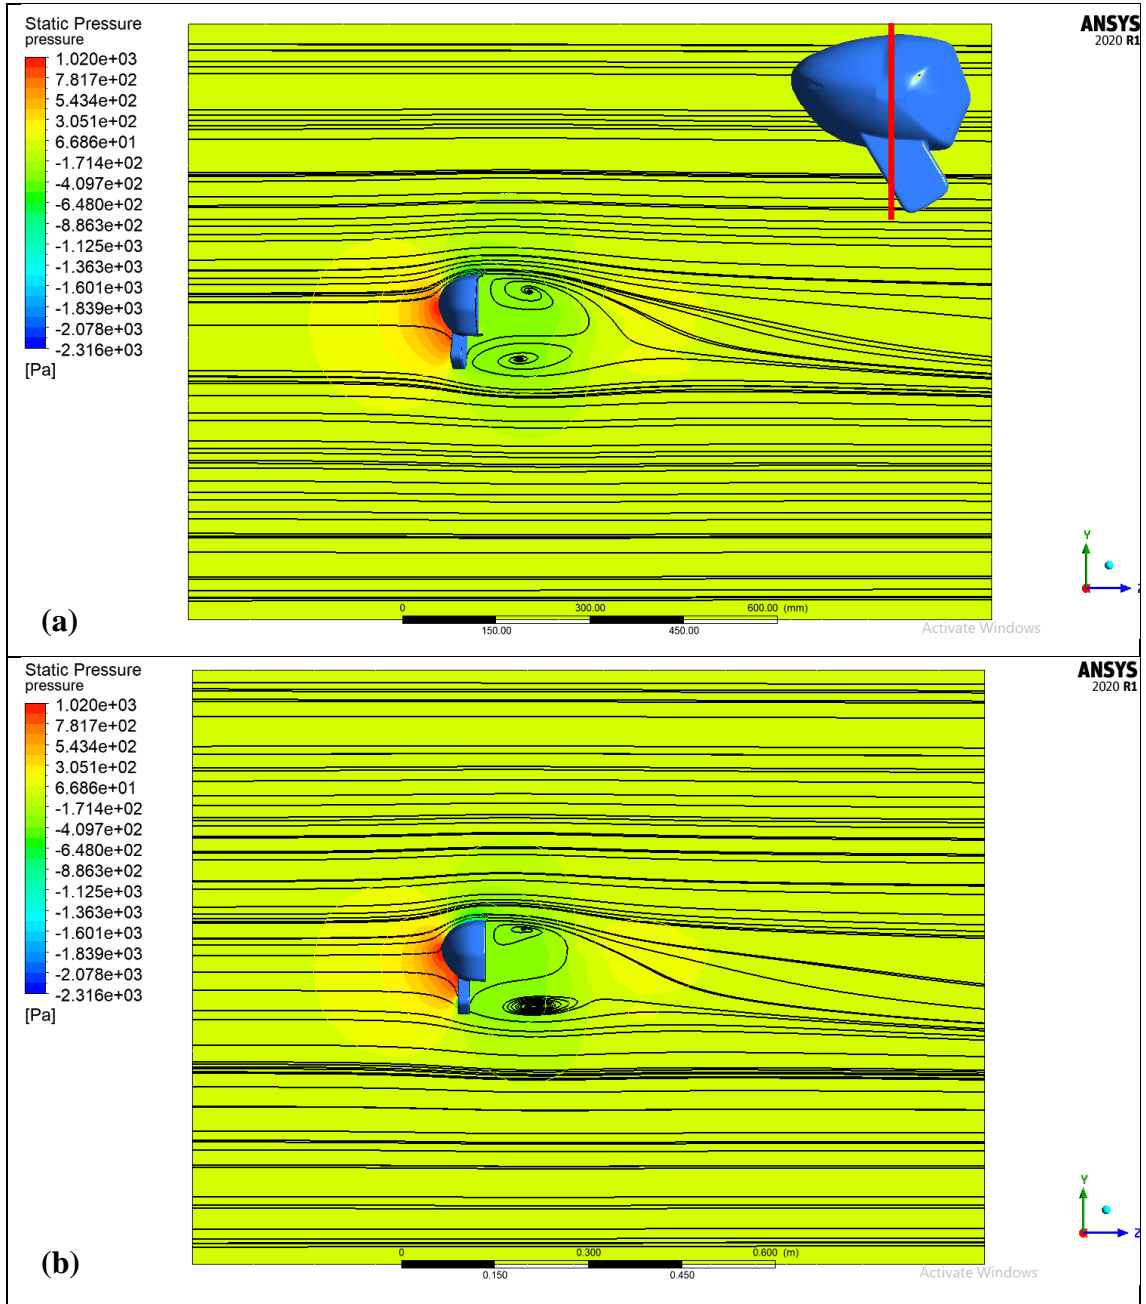 Static Pressure
pressure
1.020e+03
7.817e+02
5.434e+02
3.051e+02
6.686e+01
-1.714e+02
-4.097e+02
-6.480e+02
-8.863e+02
-1.125e+03
-1.363e+03
-1.601e+03
-1.839e+03
-2.078e+03
-2.316e+03
[Pa]
ANSYS
2020 R1
Y
Z
0 300.00 600.00 (mm)
150.00 450.00
(a)
Activate Windows
Static Pressure
pressure
1.020e+03
7.817e+02
5.434e+02
3.051e+02
6.686e+01
-1.714e+02
-4.097e+02
-6.480e+02
-8.863e+02
-1.125e+03
-1.363e+03
-1.601e+03
-1.839e+03
-2.078e+03
-2.316e+03
[Pa]
ANSYS
2020 R1
Y
Z
0 0.300 0.600 (m)
0.150 0.450
(b)
Activate Windows